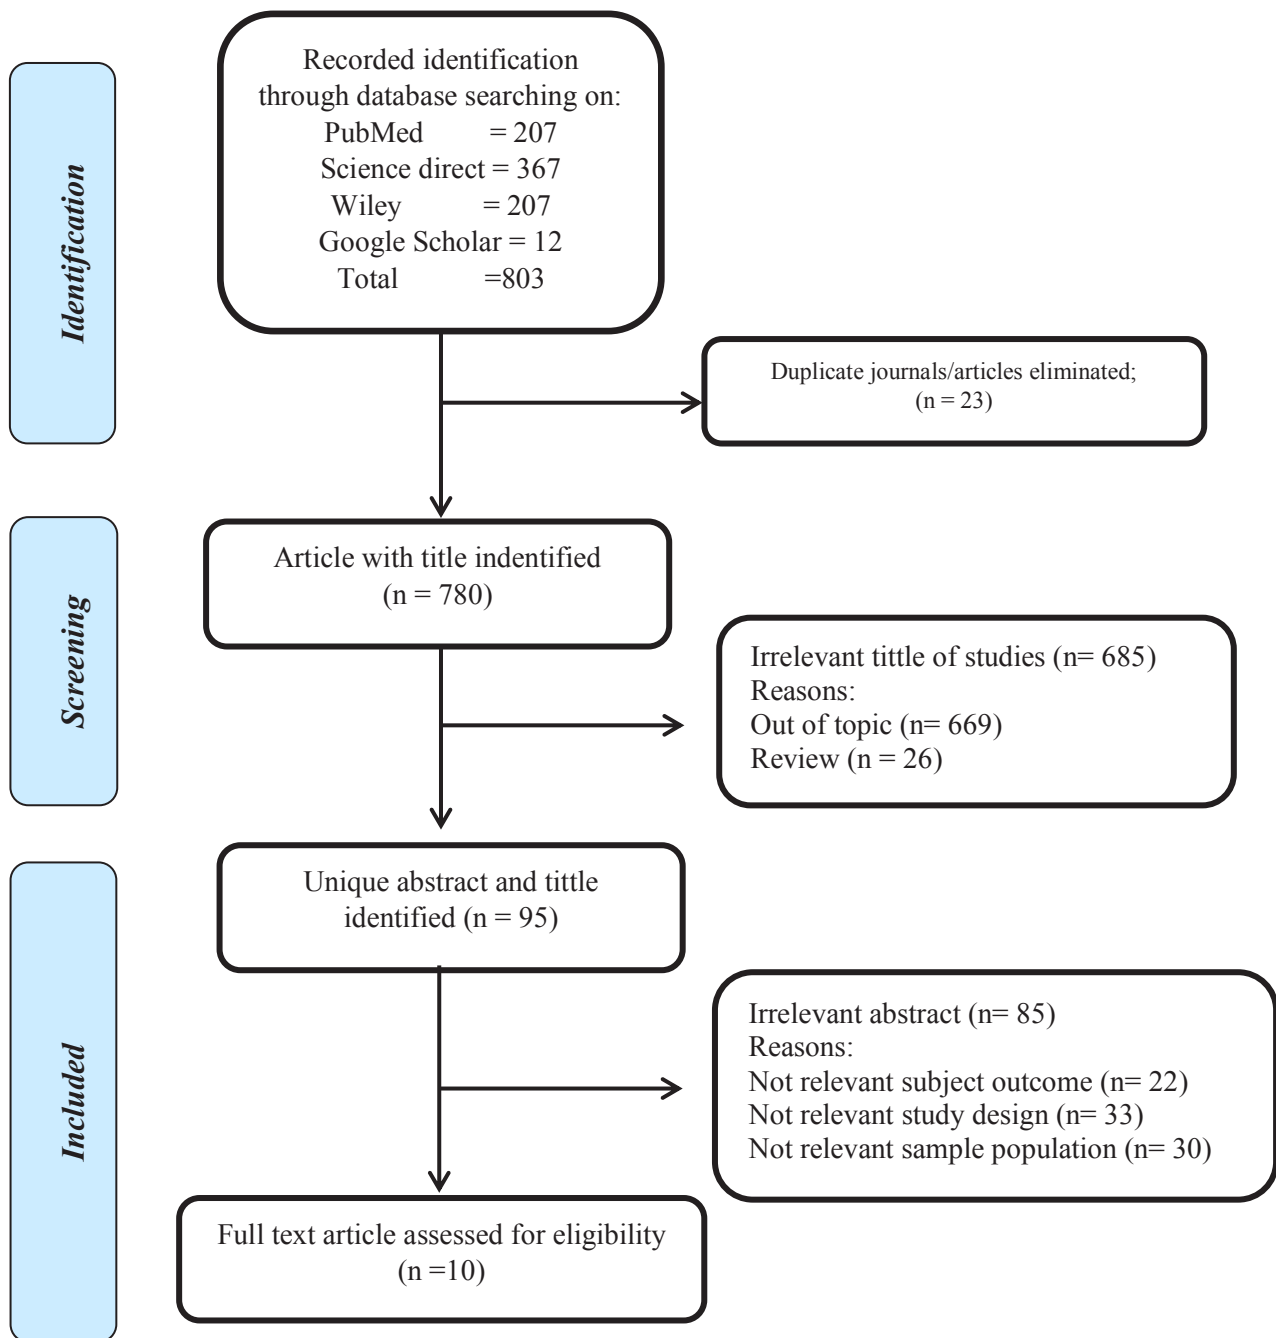 Identification
Recorded identification
through database searching on:
PubMed = 207
Science direct = 367
Wiley = 207
Google Scholar = 12
Total =803
Duplicate journals/articles eliminated;
(n = 23)
Screening
Article with title indentified
(n = 780)
Irrelevant tittle of studies (n= 685)
Reasons:
Out of topic (n= 669)
Review (n = 26)
Included
Unique abstract and tittle
identified (n = 95)
Irrelevant abstract (n= 85)
Reasons:
Not relevant subject outcome (n= 22)
Not relevant study design (n= 33)
Not relevant sample population (n= 30)
Full text article assessed for eligibility
(n =10)